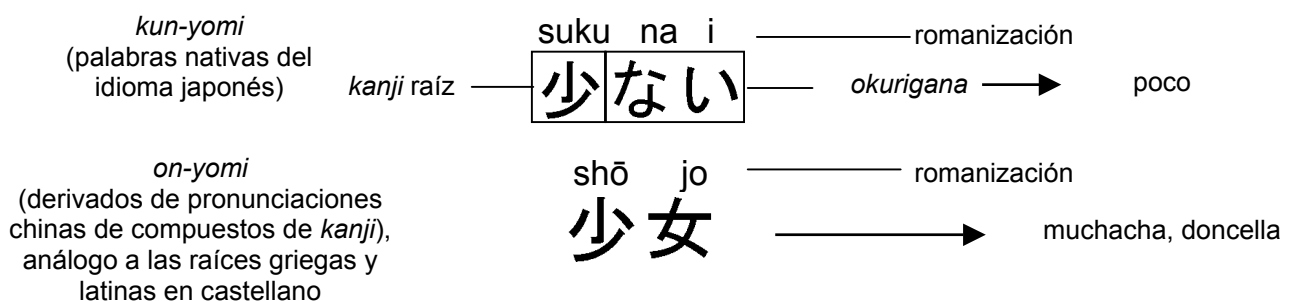 kun-yomi
(palabras nativas del
idioma japonés)
kanji raíz
suku na i
少ない
romanización
okurigana
poco
on-yomi
(derivados de pronunciaciones
chinas de compuestos de kanji),
análogo a las raíces griegas y
latinas en castellano
shō jo
少女
romanización
muchacha, doncella